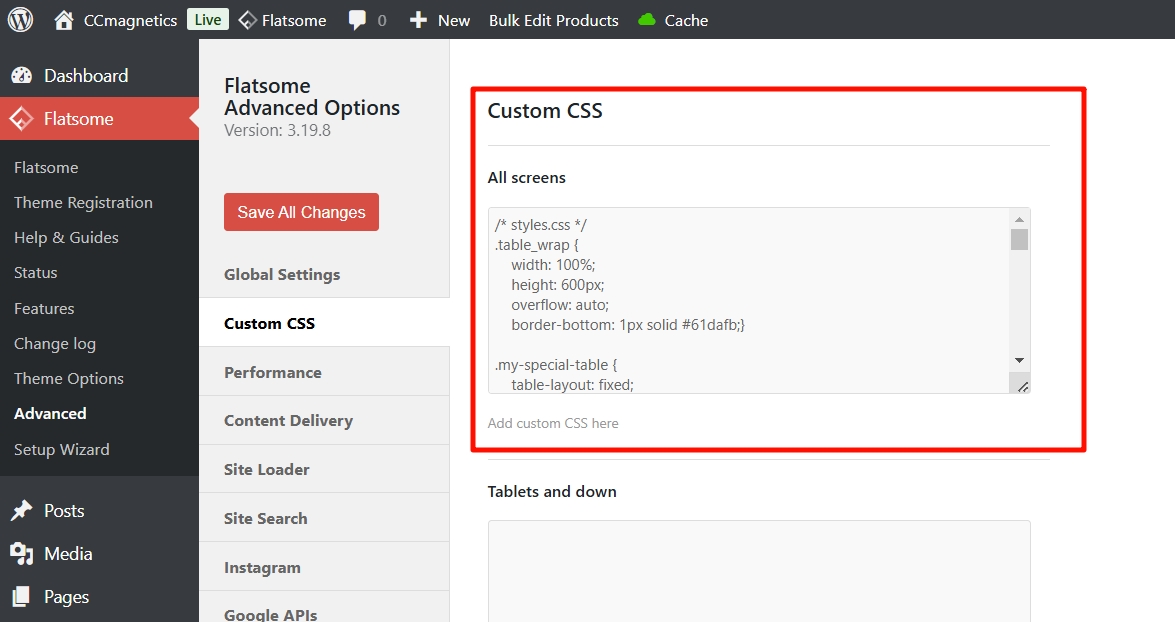 CCmagnetics Live Flatsome 0 New Bulk Edit Products Cache
Dashboard
Flatsome
Flatsome
Theme Registration
Help & Guides
Status
Features
Change log
Theme Options
Advanced
Setup Wizard
Posts
Media
Pages
Flatsome
Advanced Options
Version: 3.19.8
Save All Changes
Global Settings
Custom CSS
Performance
Content Delivery
Site Loader
Site Search
Instagram
Google APIs
Custom CSS
All screens
/* styles.css */
.table_wrap {
width: 100%;
height: 600px;
overflow: auto;
border-bottom: 1px solid #61dafb;}
.my-special-table {
table-layout: fixed;
Add custom CSS here
Tablets and down